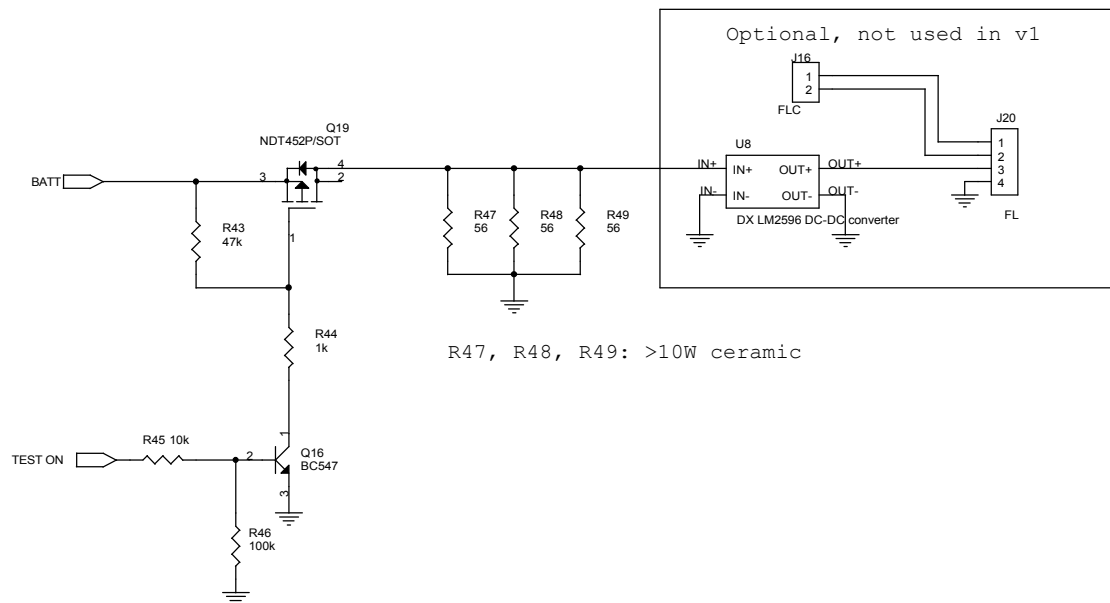 Optional, not used in v1
J16
1
2
FLC
J20
1
2
3
4
FL
Q19
NDT452P/SOT
BATT
3
4
2
1
R43
47k
R47
56
R48
56
R49
56
U8
IN+
IN+
OUT+
OUT+
IN-
IN-
OUT-
OUT-
DX LM2596 DC-DC converter
R44
1k
R47, R48, R49: >10W ceramic
TEST ON
R45 10k
2
1
3
Q16
BC547
R46
100k